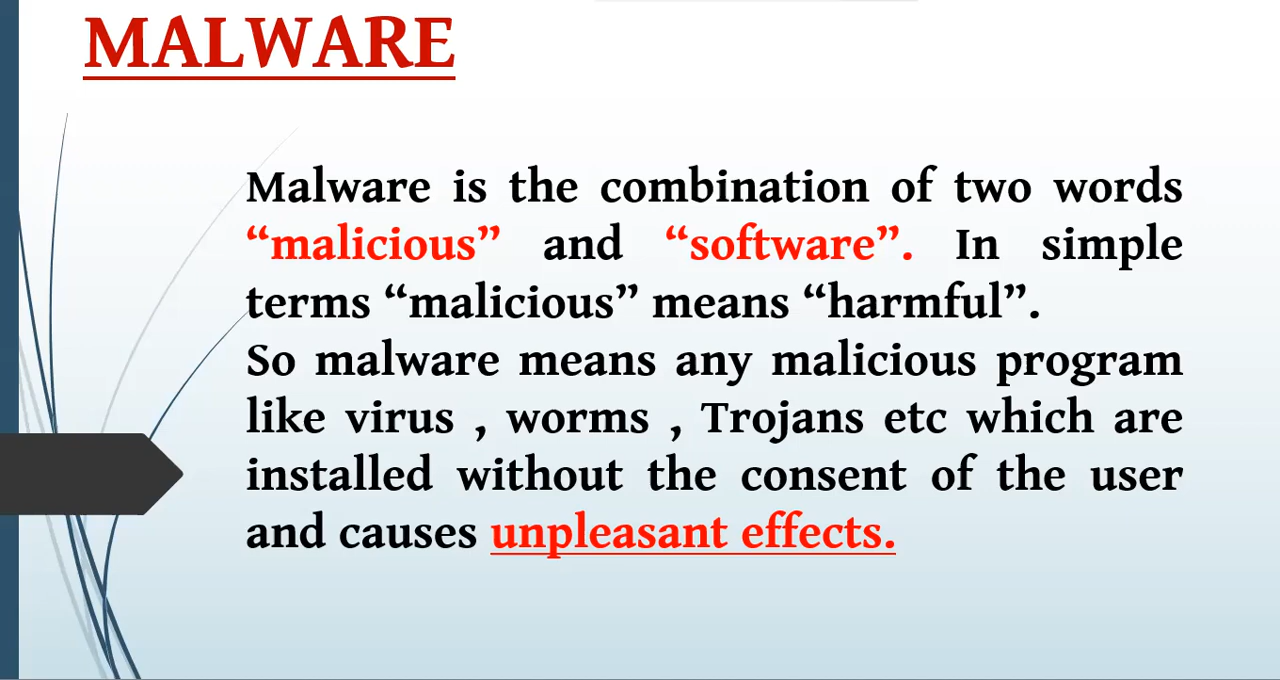 MALWARE
Malware is the combination of two words
“malicious” and “software”. In simple
terms “malicious” means “harmful”.
So malware means any malicious program
like virus , worms , Trojans etc which are
installed without the consent of the user
and causes unpleasant effects.